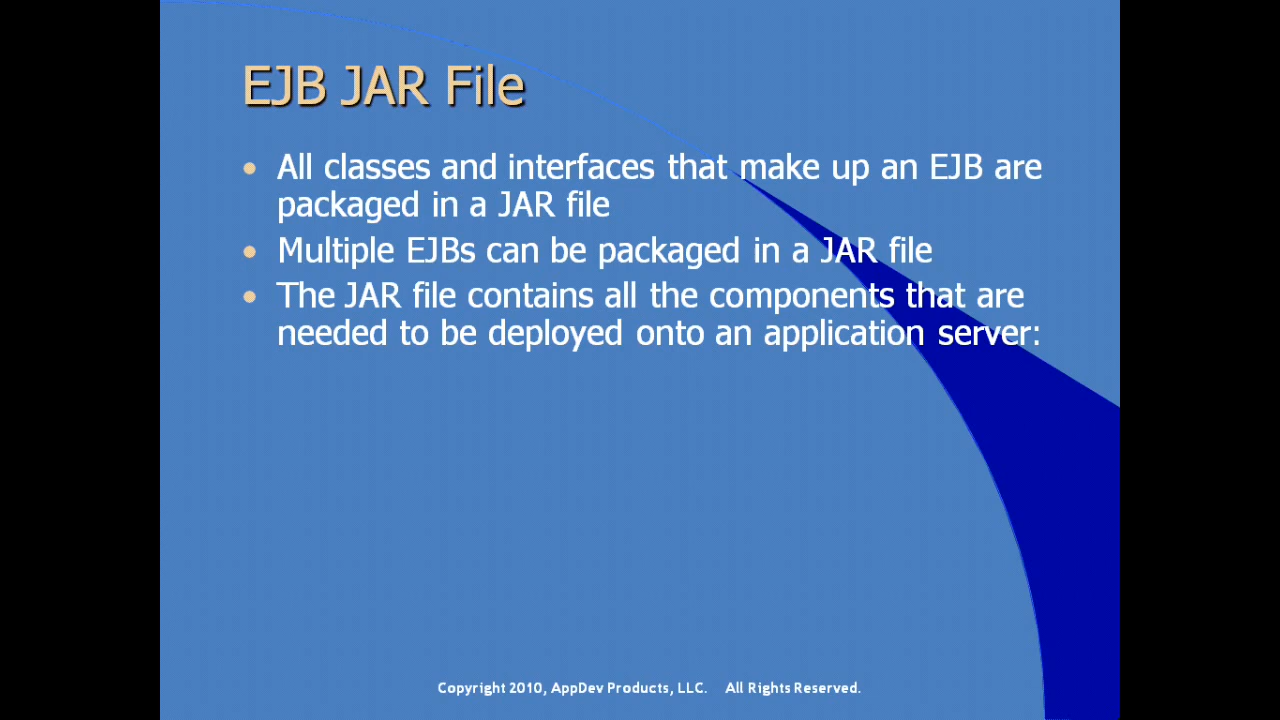 EJB JAR File
• All classes and interfaces that make up an EJB are
packaged in a JAR file
• Multiple EJBs can be packaged in a JAR file
• The JAR file contains all the components that are
needed to be deployed onto an application server:
Copyright 2010, AppDev Products, LLC. All Rights Reserved.